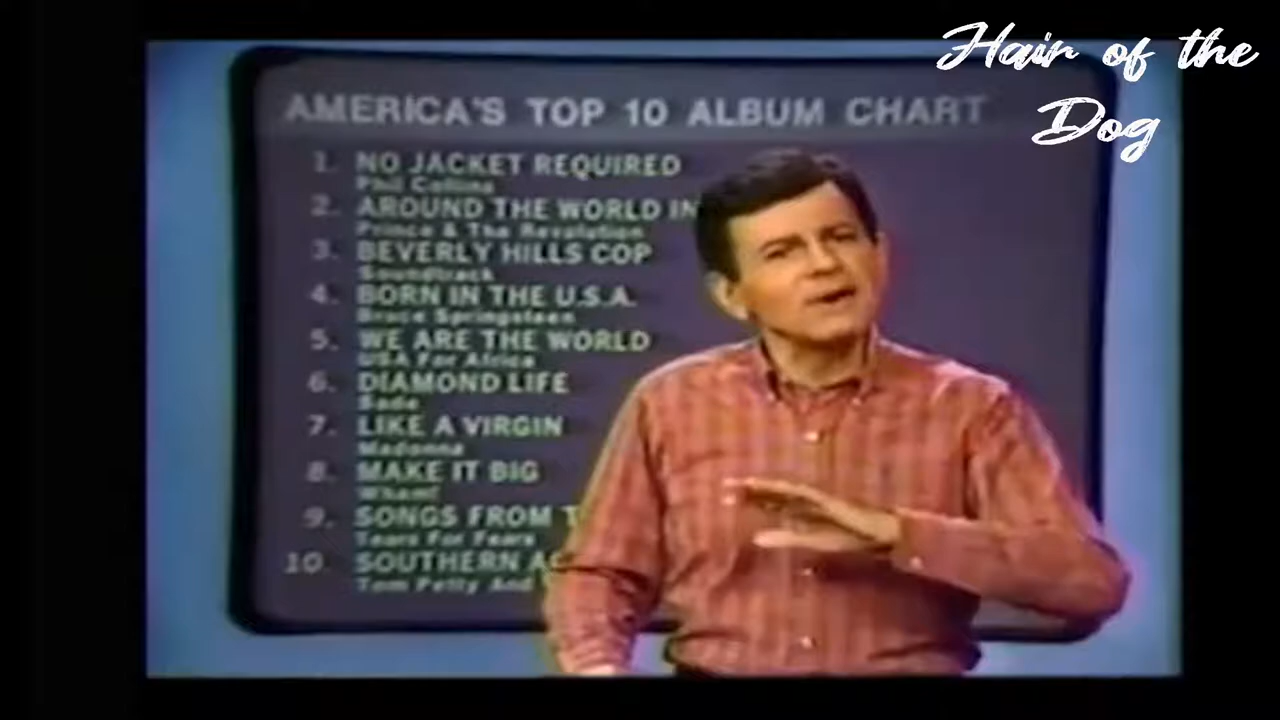 Hair of the
Dog
AMERICA'S TOP 10 ALBUM CHART
1. NO JACKET REQUIRED
Phil Collins
2. AROUND THE WORLD IN
Prince & The Revolution
3. BEVERLY HILLS COP
Soundtrack
4. BORN IN THE U.S.A.
Bruce Springsteen
5. WE ARE THE WORLD
USA For Africa
6. DIAMOND LIFE
Sade
7. LIKE A VIRGIN
Madonna
8. MAKE IT BIG
Wham!
9. SONGS FROM T
Tears For Fears
10. SOUTHERN AC
Tom Petty And